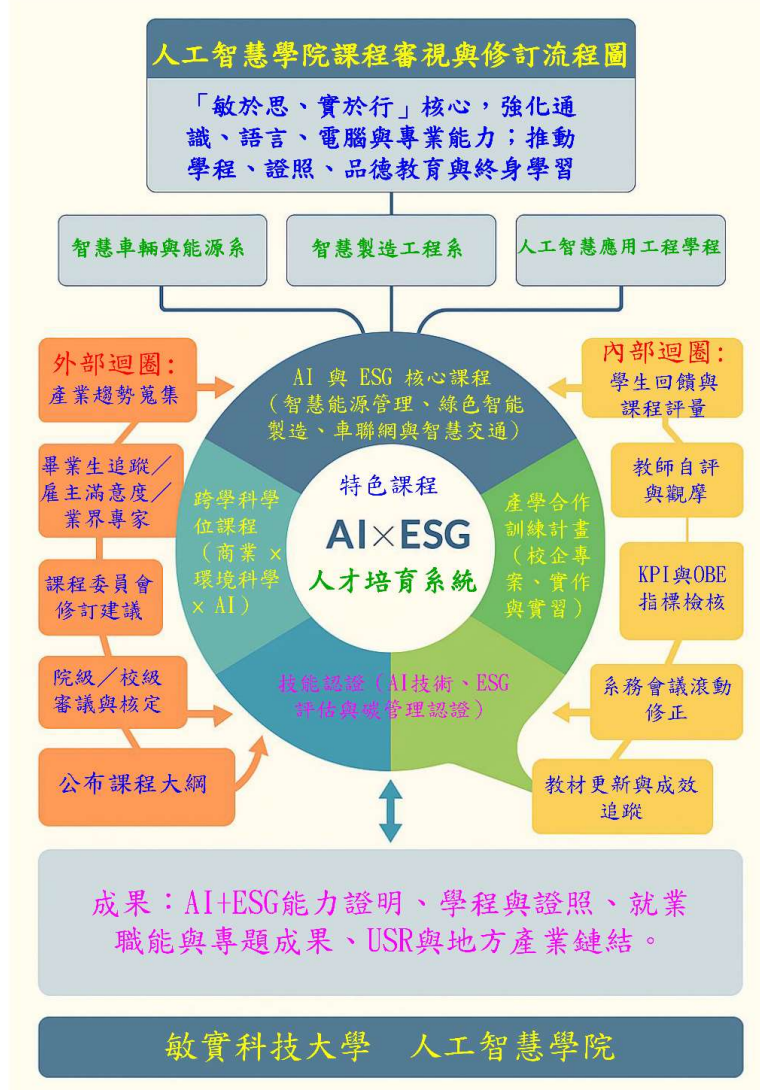 人工智慧學院課程審視與修訂流程圖
「敏於思、實於行」核心，強化通
識、語言、電腦與專業能力；推動
學程、證照、品德教育與終身學習
智慧車輛與能源系
智慧製造工程系
人工智慧應用工程學程
外部迴圈:
產業趨勢蒐集
畢業生追蹤／
雇主滿意度／
業界專家
課程委員會
修訂建議
院級／校級
審議與核定
公布課程大綱
AI 與 ESG 核心課程
（智慧能源管理、綠色智能
製造、車聯網與智慧交通）
跨學科學
位課程
（商業 ×
環境科學
× AI）
特色課程
AI×ESG
人才培育系統
產學合作
訓練計畫
（校企專
案、實作
與實習）
技能認證（AI技術、ESG
評估與碳管理認證）
內部迴圈:
學生回饋與
課程評量
教師自評
與觀摩
KPI與OBE
指標檢核
系務會議滾動
修正
教材更新與成效
追蹤
成果：AI+ESG能力證明、學程與證照、就業
職能與專題成果、USR與地方產業鏈結。
敏實科技大學　人工智慧學院